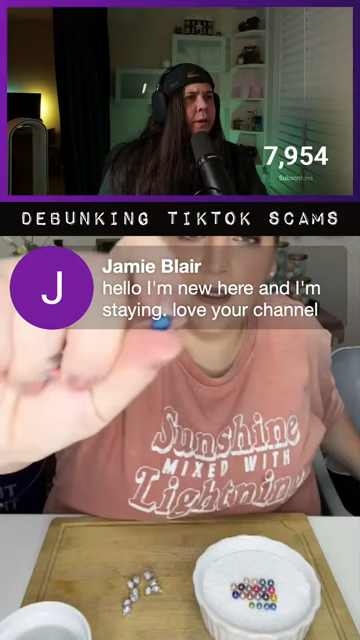 7,954
Subscribers
DEBUNKING TIKTOK SCAMS
J
Jamie Blair
hello I'm new here and I'm
staying. love your channel
Sunshine
MIXED WITH
Lightning